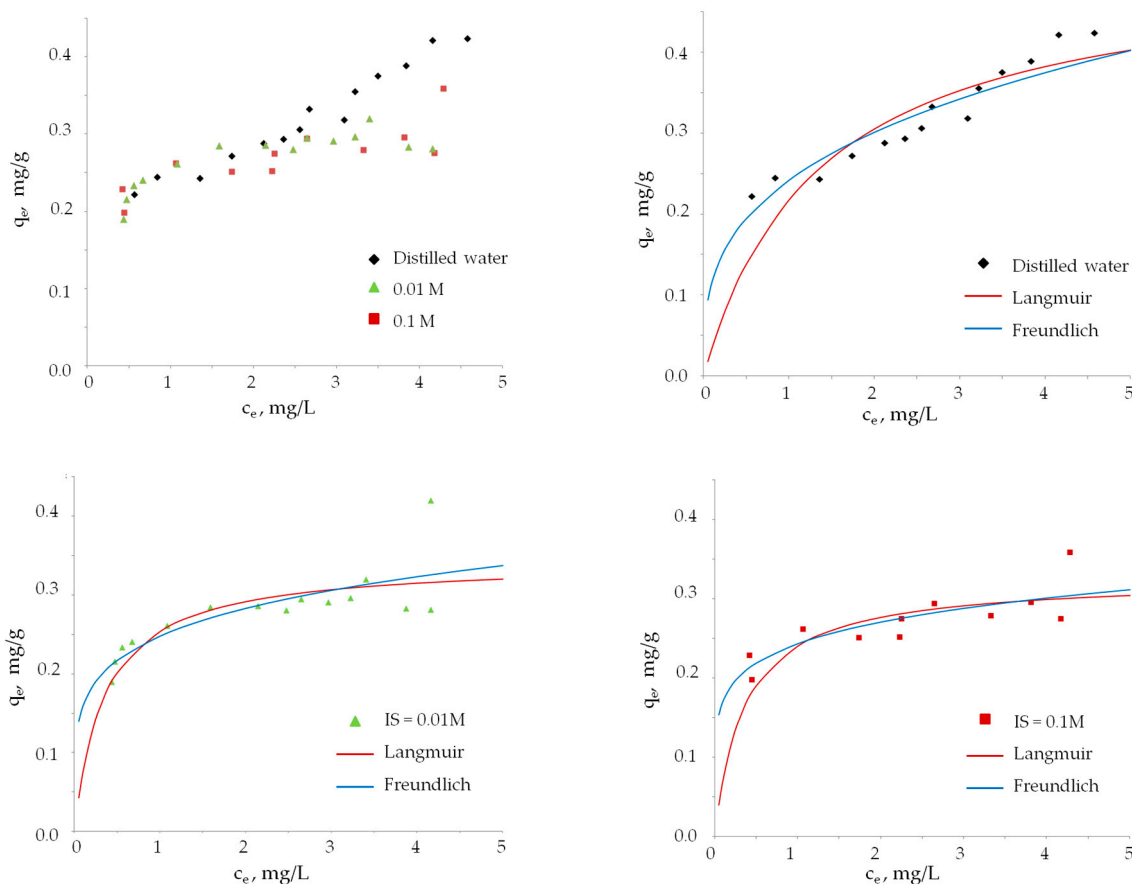 qe, mg/g
0.4
0.3
0.2
0.1
0.0
Distilled water
0.01 M
0.1 M
0 1 2 3 4 5
ce, mg/L
qe, mg/g
0.4
0.3
0.2
0.1
0.0
Distilled water
Langmuir
Freundlich
0 1 2 3 4 5
ce, mg/L
qe, mg/g
0.4
0.3
0.2
0.1
0.0
IS = 0.01M
Langmuir
Freundlich
0 1 2 3 4 5
ce, mg/L
qe, mg/g
0.4
0.3
0.2
0.1
0.0
IS = 0.1M
Langmuir
Freundlich
0 1 2 3 4 5
ce, mg/L